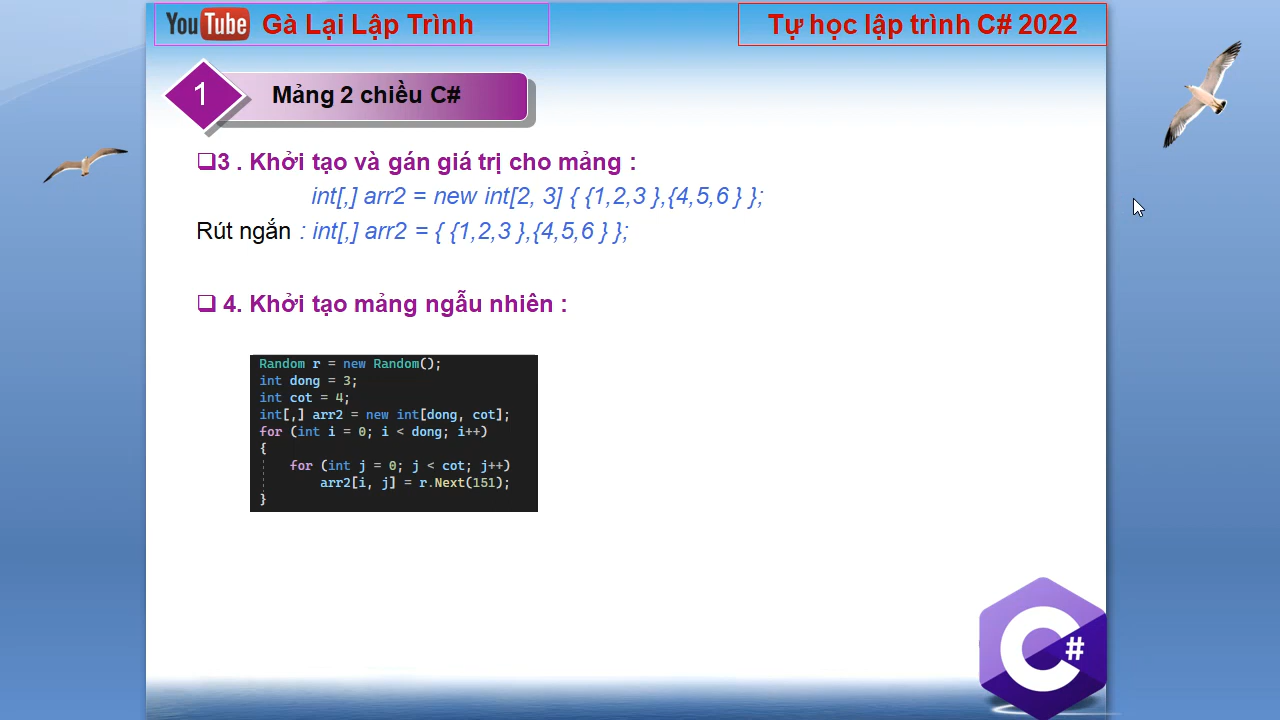 YouTube Gà Lại Lập Trình
Tự học lập trình C# 2022
1 Mảng 2 chiều C#
3 . Khởi tạo và gán giá trị cho mảng :
int[,] arr2 = new int[2, 3] { {1,2,3 },{4,5,6 } };
Rút ngắn : int[,] arr2 = { {1,2,3 },{4,5,6 } };
4. Khởi tạo mảng ngẫu nhiên :
Random r = new Random();
int dong = 3;
int cot = 4;
int[,] arr2 = new int[dong, cot];
for (int i = 0; i < dong; i++)
{
for (int j = 0; j < cot; j++)
arr2[i, j] = r.Next(151);
}
C#